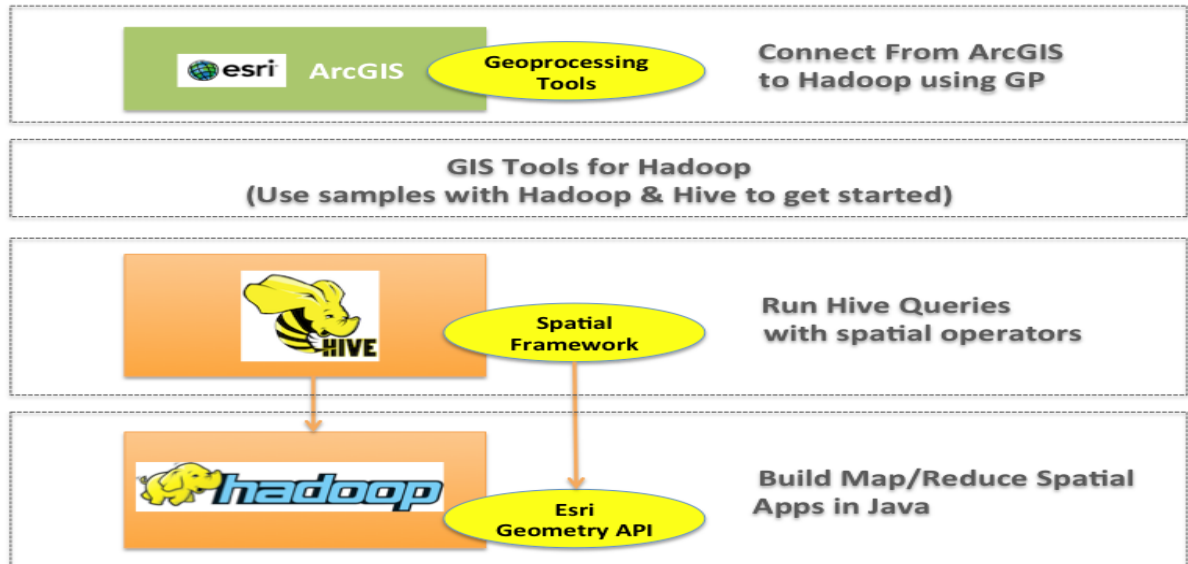 esri ArcGIS
Geoprocessing
Tools
Connect From ArcGIS
to Hadoop using GP
GIS Tools for Hadoop
(Use samples with Hadoop & Hive to get started)
HIVE
Spatial
Framework
Run Hive Queries
with spatial operators
hadoop
Esri
Geometry API
Build Map/Reduce Spatial
Apps in Java